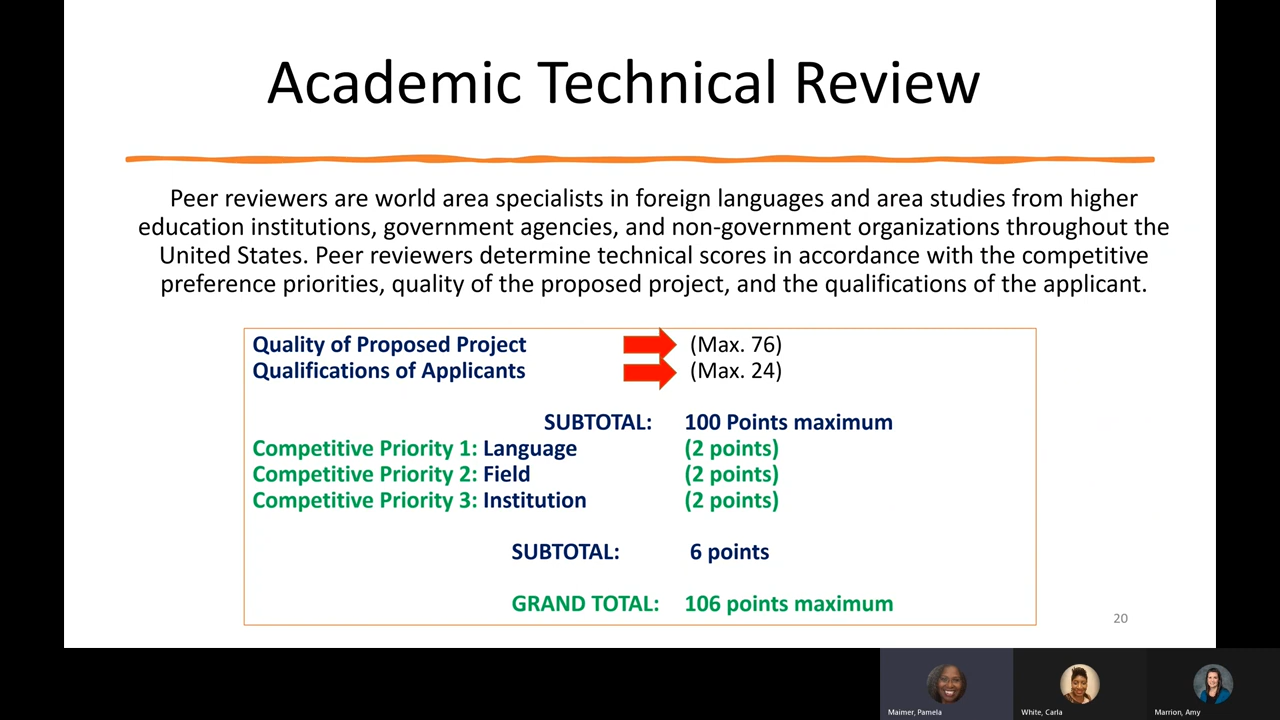 Academic Technical Review
Peer reviewers are world area specialists in foreign languages and area studies from higher
education institutions, government agencies, and non-government organizations throughout the
United States. Peer reviewers determine technical scores in accordance with the competitive
preference priorities, quality of the proposed project, and the qualifications of the applicant.
Quality of Proposed Project (Max. 76)
Qualifications of Applicants (Max. 24)
SUBTOTAL: 100 Points maximum
Competitive Priority 1: Language (2 points)
Competitive Priority 2: Field (2 points)
Competitive Priority 3: Institution (2 points)
SUBTOTAL: 6 points
GRAND TOTAL: 106 points maximum
20
Maimer, Pamela White, Carla Marrion, Amy